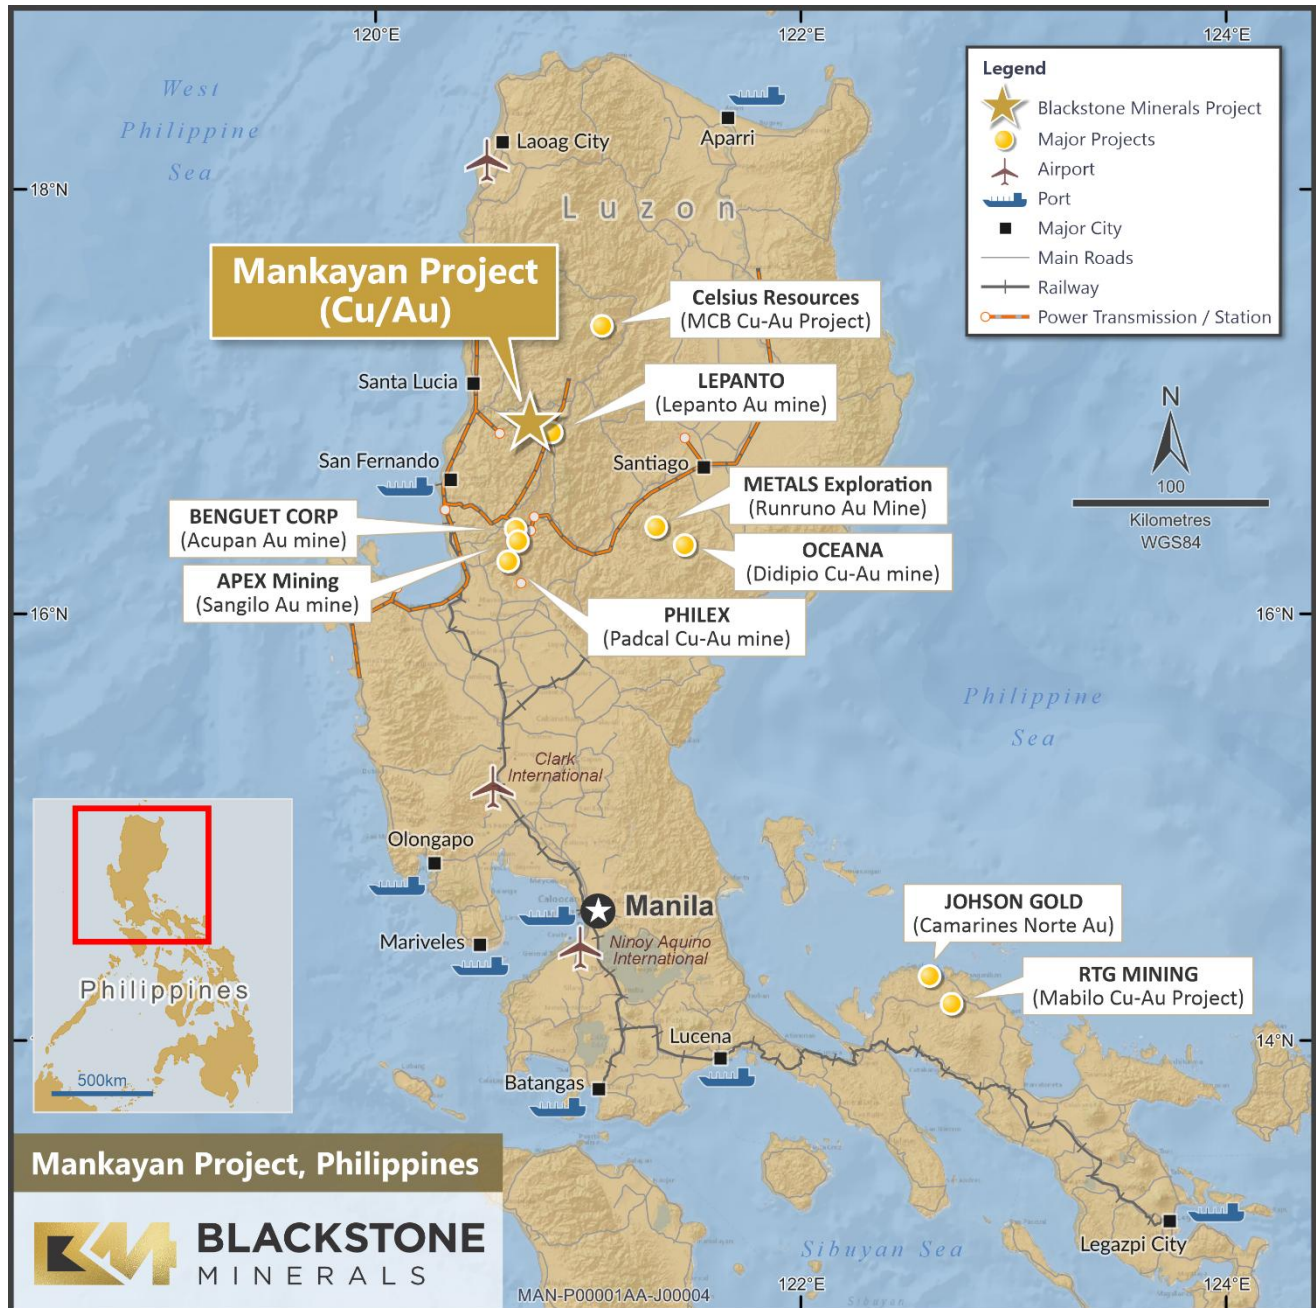 120°E
122°E
124°E
West
Philippine
Sea
Aparri
Laoag City
18°N
Luzon
Legend
Blackstone Minerals Project
Major Projects
Airport
Port
Major City
Main Roads
Railway
Power Transmission / Station
Mankayan Project
(Cu/Au)
Celsius Resources
(MCB Cu-Au Project)
Santa Lucia
LEPANTO
(Lepanto Au mine)
N
100
Kilometres
WGS84
San Fernando
Santiago
METALS Exploration
(Runruno Au Mine)
BENGUET CORP
(Acupan Au mine)
OCEANA
(Didipio Cu-Au mine)
APEX Mining
(Sangilo Au mine)
PHILEX
(Padcal Cu-Au mine)
16°N
16°N
Philippine
Sea
Clark
International
Olongapo
Manila
Mariveles
Ninoy Aquino
International
JOHSON GOLD
(Camarines Norte Au)
RTG MINING
(Mabilo Cu-Au Project)
Philippines
500km
Lucena
14°N
Batangas
Legazpi City
Sibuyan Sea
Mankayan Project, Philippines
BLACKSTONE
MINERALS
MAN-P00001AA-J00004
122°E
124°E